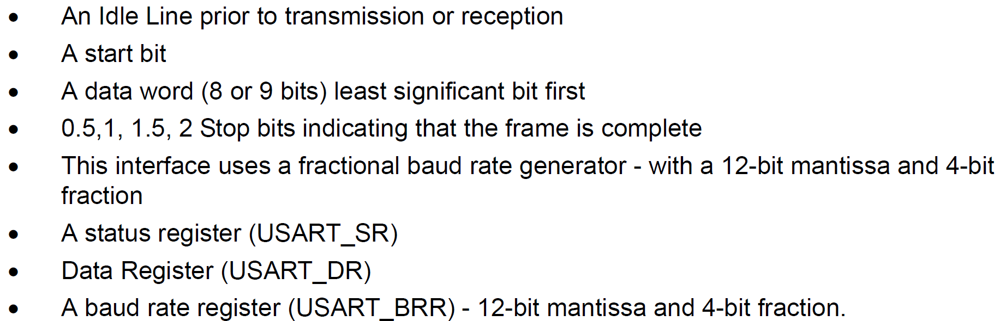 • An Idle Line prior to transmission or reception
• A start bit
• A data word (8 or 9 bits) least significant bit first
• 0.5,1, 1.5, 2 Stop bits indicating that the frame is complete
• This interface uses a fractional baud rate generator - with a 12-bit mantissa and 4-bit
fraction
• A status register (USART_SR)
• Data Register (USART_DR)
• A baud rate register (USART_BRR) - 12-bit mantissa and 4-bit fraction.